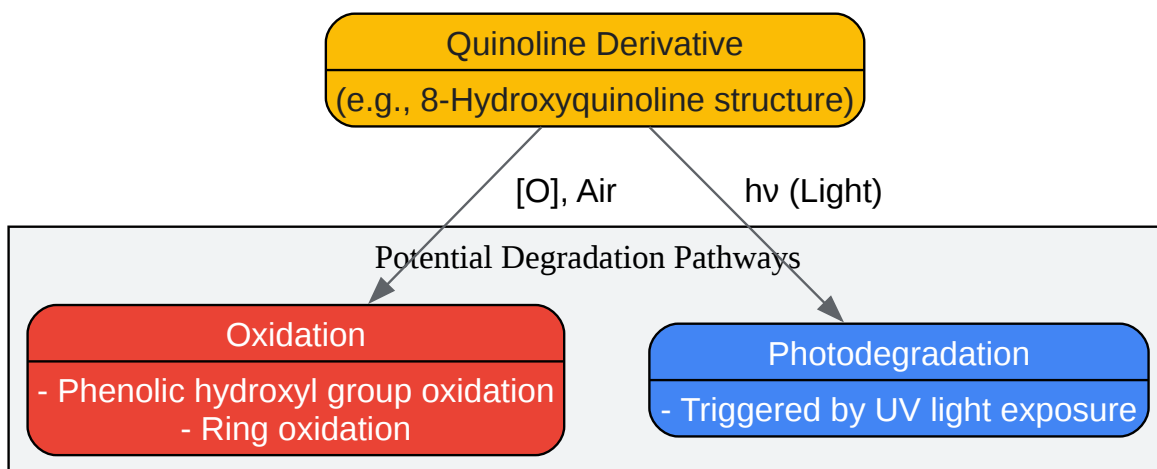 Quinoline Derivative
(e.g., 8-Hydroxyquinoline structure)
[O], Air
hν (Light)
Potential Degradation Pathways
Oxidation
- Phenolic hydroxyl group oxidation
- Ring oxidation
Photodegradation
- Triggered by UV light exposure